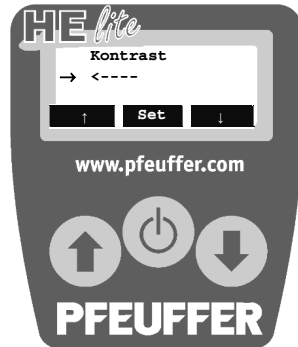 HE lite
Kontrast
→ <----
↑ Set ↓
www.pfeuffer.com
PFEUFFER